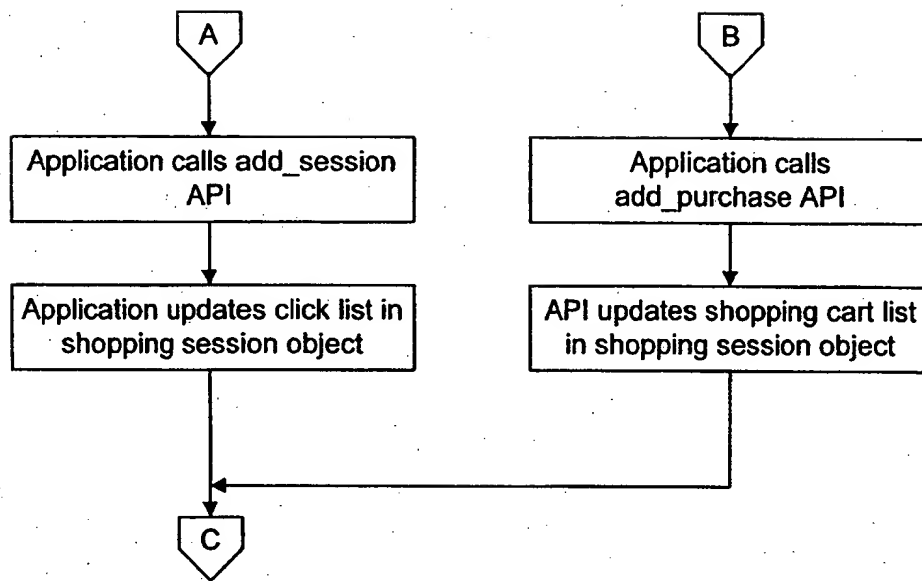 A
B
Application calls add_session
API
Application calls
add_purchase API
Application updates click list in
shopping session object
API updates shopping cart list
in shopping session object
C